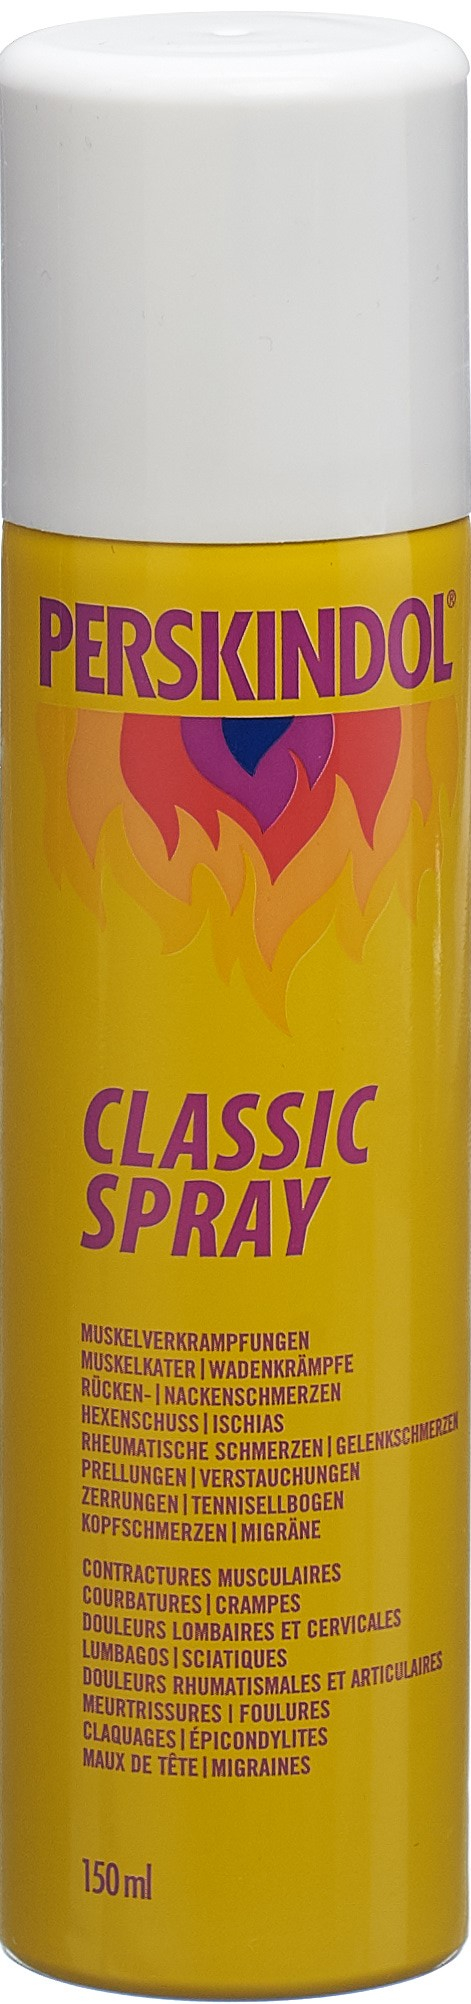 PERSKINDOL®
CLASSIC
SPRAY
MUSKELVERKRAMPFUNGEN
MUSKELKATER|WADENKRÄMPFE
RÜCKEN-|NACKENSCHMERZEN
HEXENSCHUSS|ISCHIAS
RHEUMATISCHE SCHMERZEN|GELENKSCHMERZEN
PRELLUNGEN|VERSTAUCHUNGEN
ZERRUNGEN|TENNISELLBOGEN
KOPFSCHMERZEN|MIGRÄNE
CONTRACTURES MUSCULAIRES
COURBATURES|CRAMPES
DOULEURS LOMBAIRES ET CERVICALES
LUMBAGOS|SCIATIQUES
DOULEURS RHUMATISMALES ET ARTICULAIRES
MEURTRISSURES | FOULURES
CLAQUAGES|ÉPICONDYLITES
MAUX DE TÊTE|MIGRAINES
150 ml